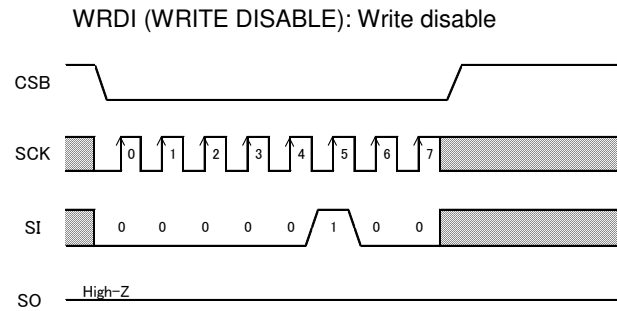 WRDI (WRITE DISABLE): Write disable
CSB
SCK 0 1 2 3 4 5 6 7
SI 0 0 0 0 0 1 0 0
SO High-Z